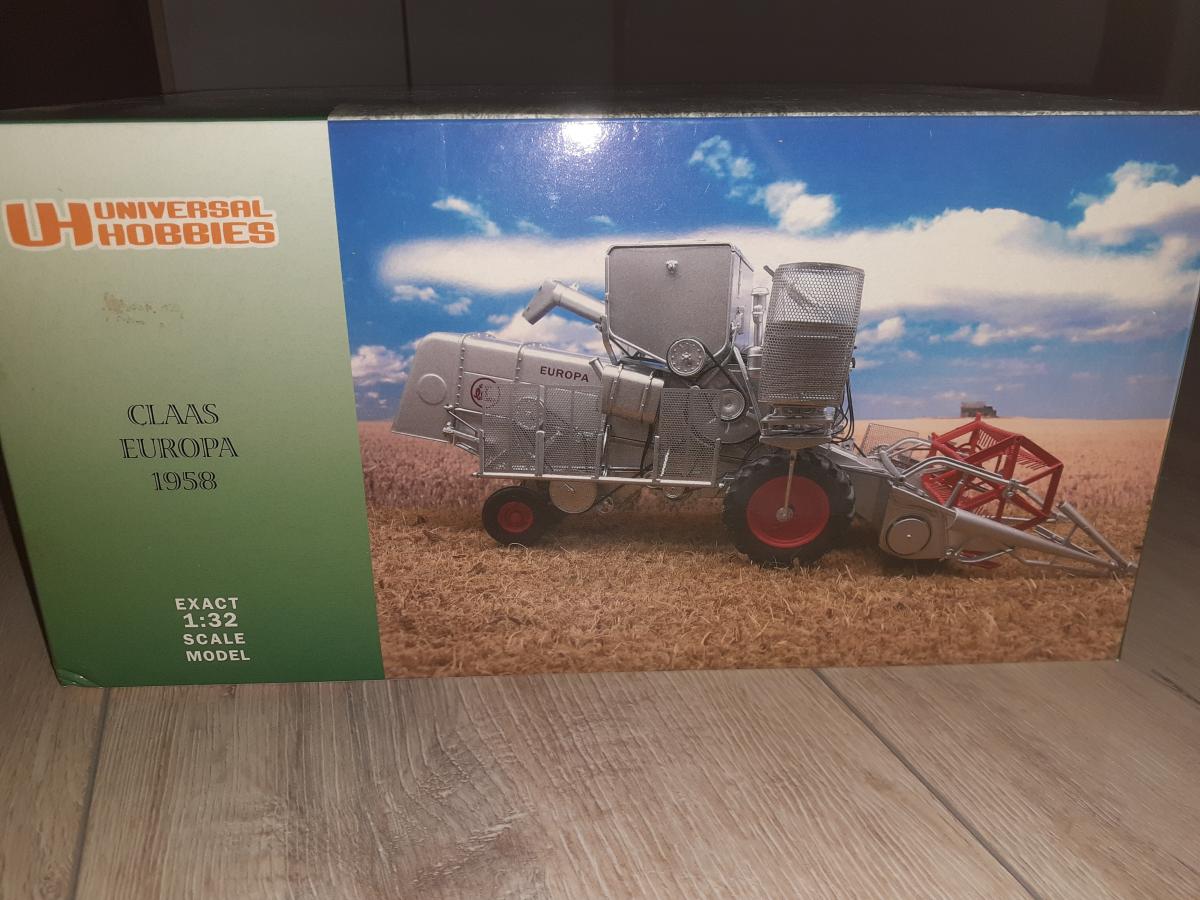 UH UNIVERSAL
HOBBIES
CLAAS
EUROPA
1958
EXACT
1:32
SCALE
MODEL
EUROPA